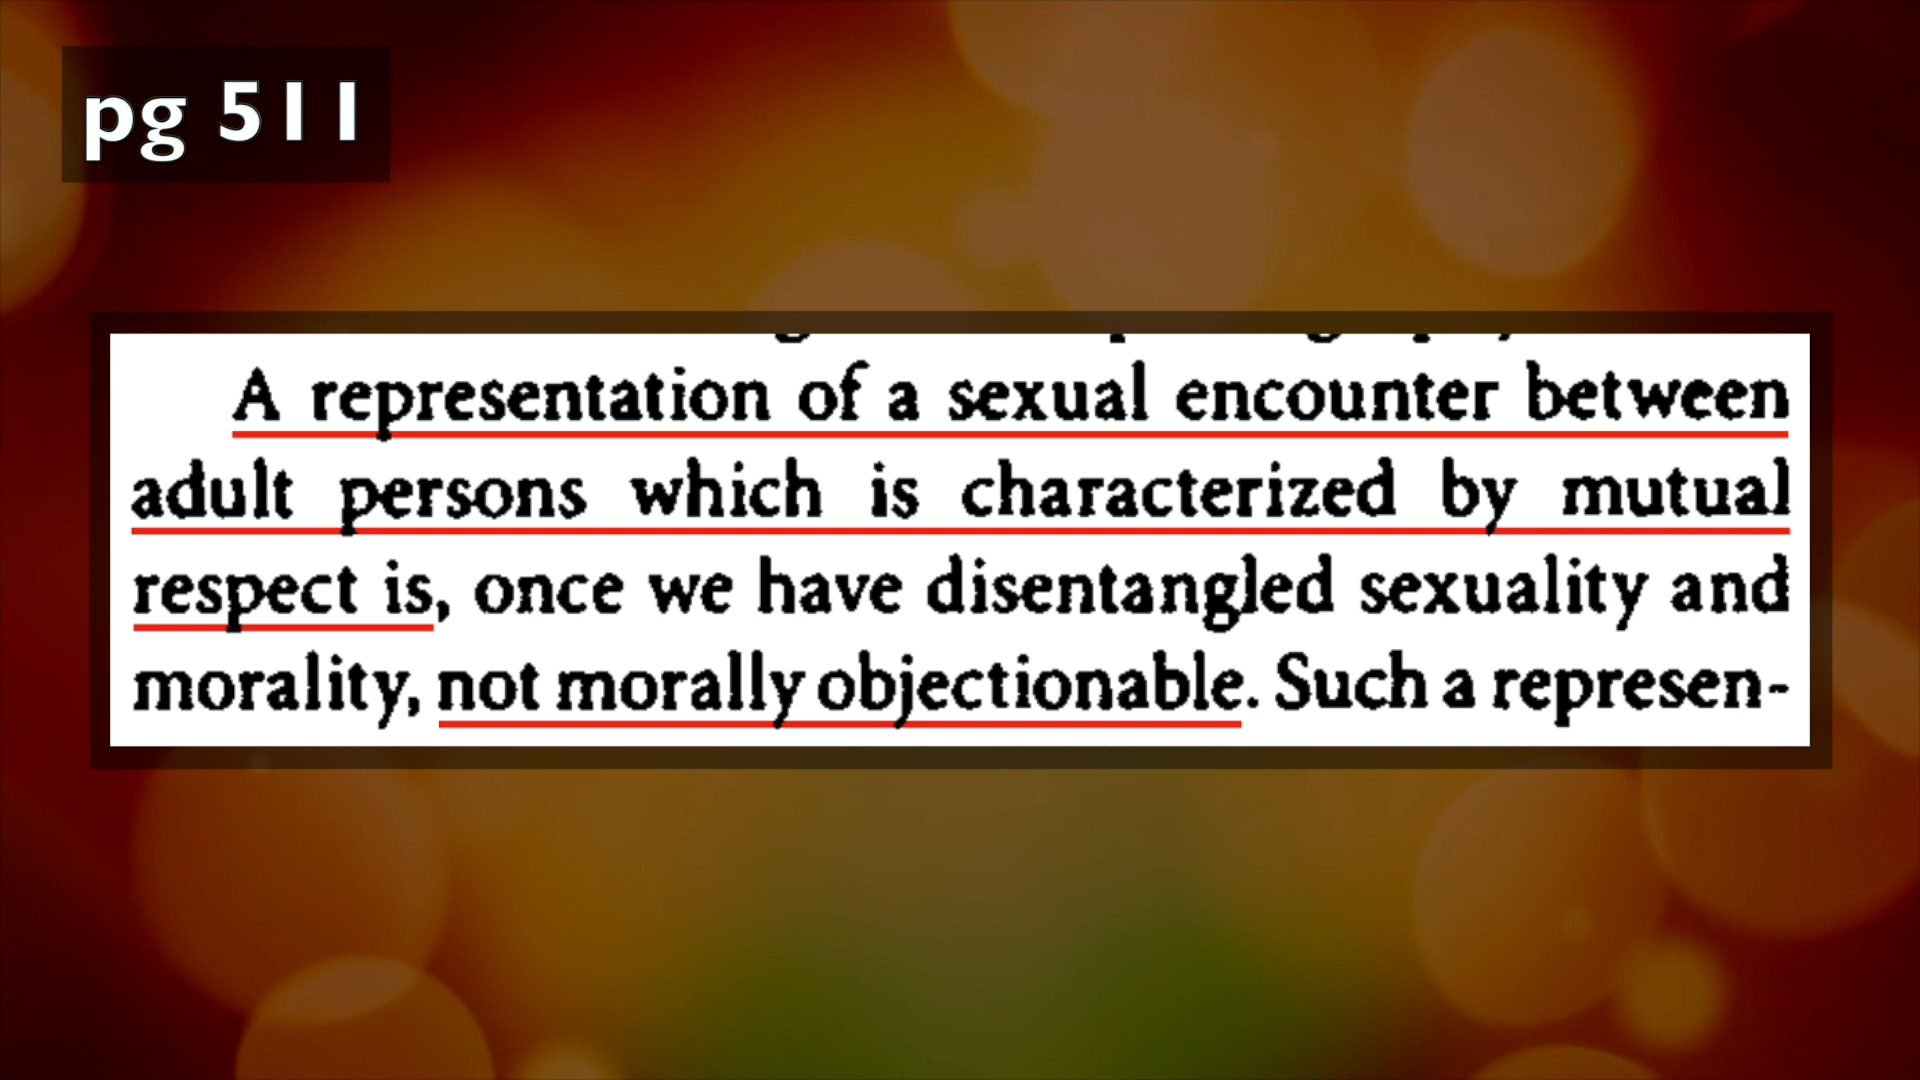 pg 511
A representation of a sexual encounter between
adult persons which is characterized by mutual
respect is, once we have disentangled sexuality and
morality, not morally objectionable. Such a represen-